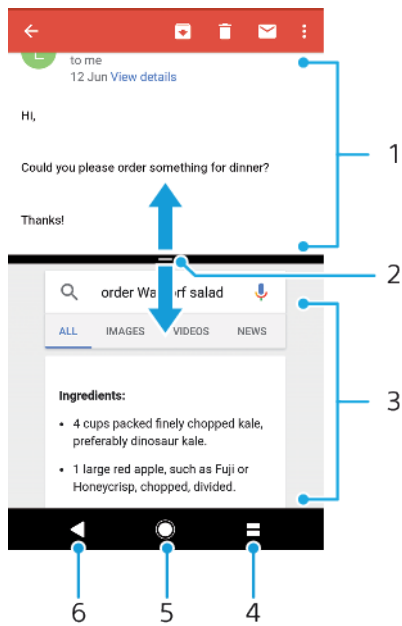 L
to me
12 Jun View details
Hi,
Could you please order something for dinner?
Thanks!
1
2
order Wa rf salad
ALL IMAGES VIDEOS NEWS
3
Ingredients:
• 4 cups packed finely chopped kale,
preferably dinosaur kale.
• 1 large red apple, such as Fuji or
Honeycrisp, chopped, divided.
6 5 4